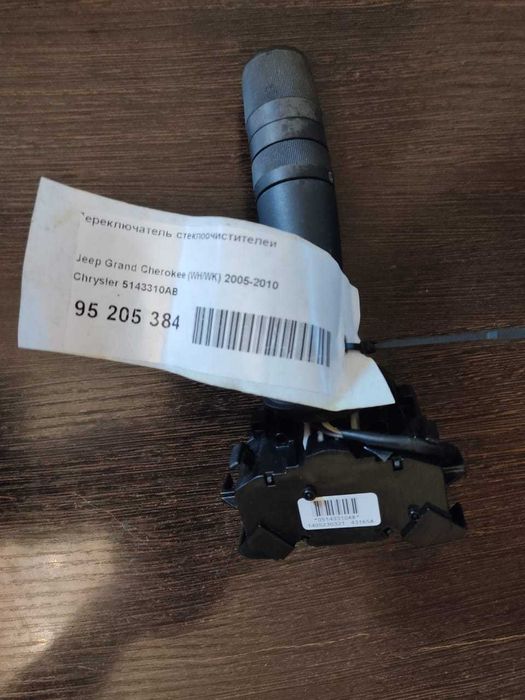 Переключатель стеклоочистителей
Jeep Grand Cherokee (WH/WK) 2005-2010
Chrysler 5143310AB
95 205 384